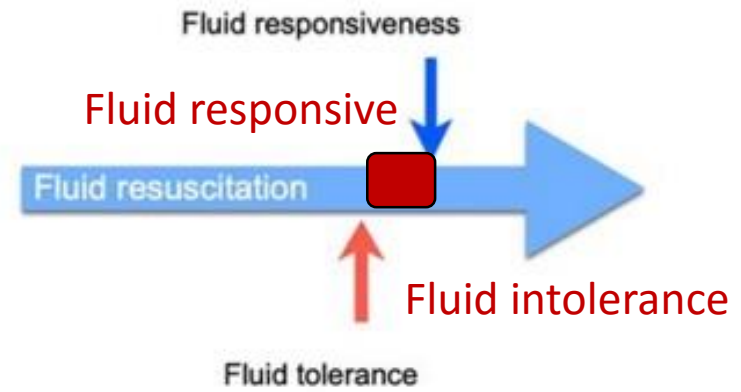 Fluid responsiveness
Fluid responsive
Fluid resuscitation
Fluid intolerance
Fluid tolerance